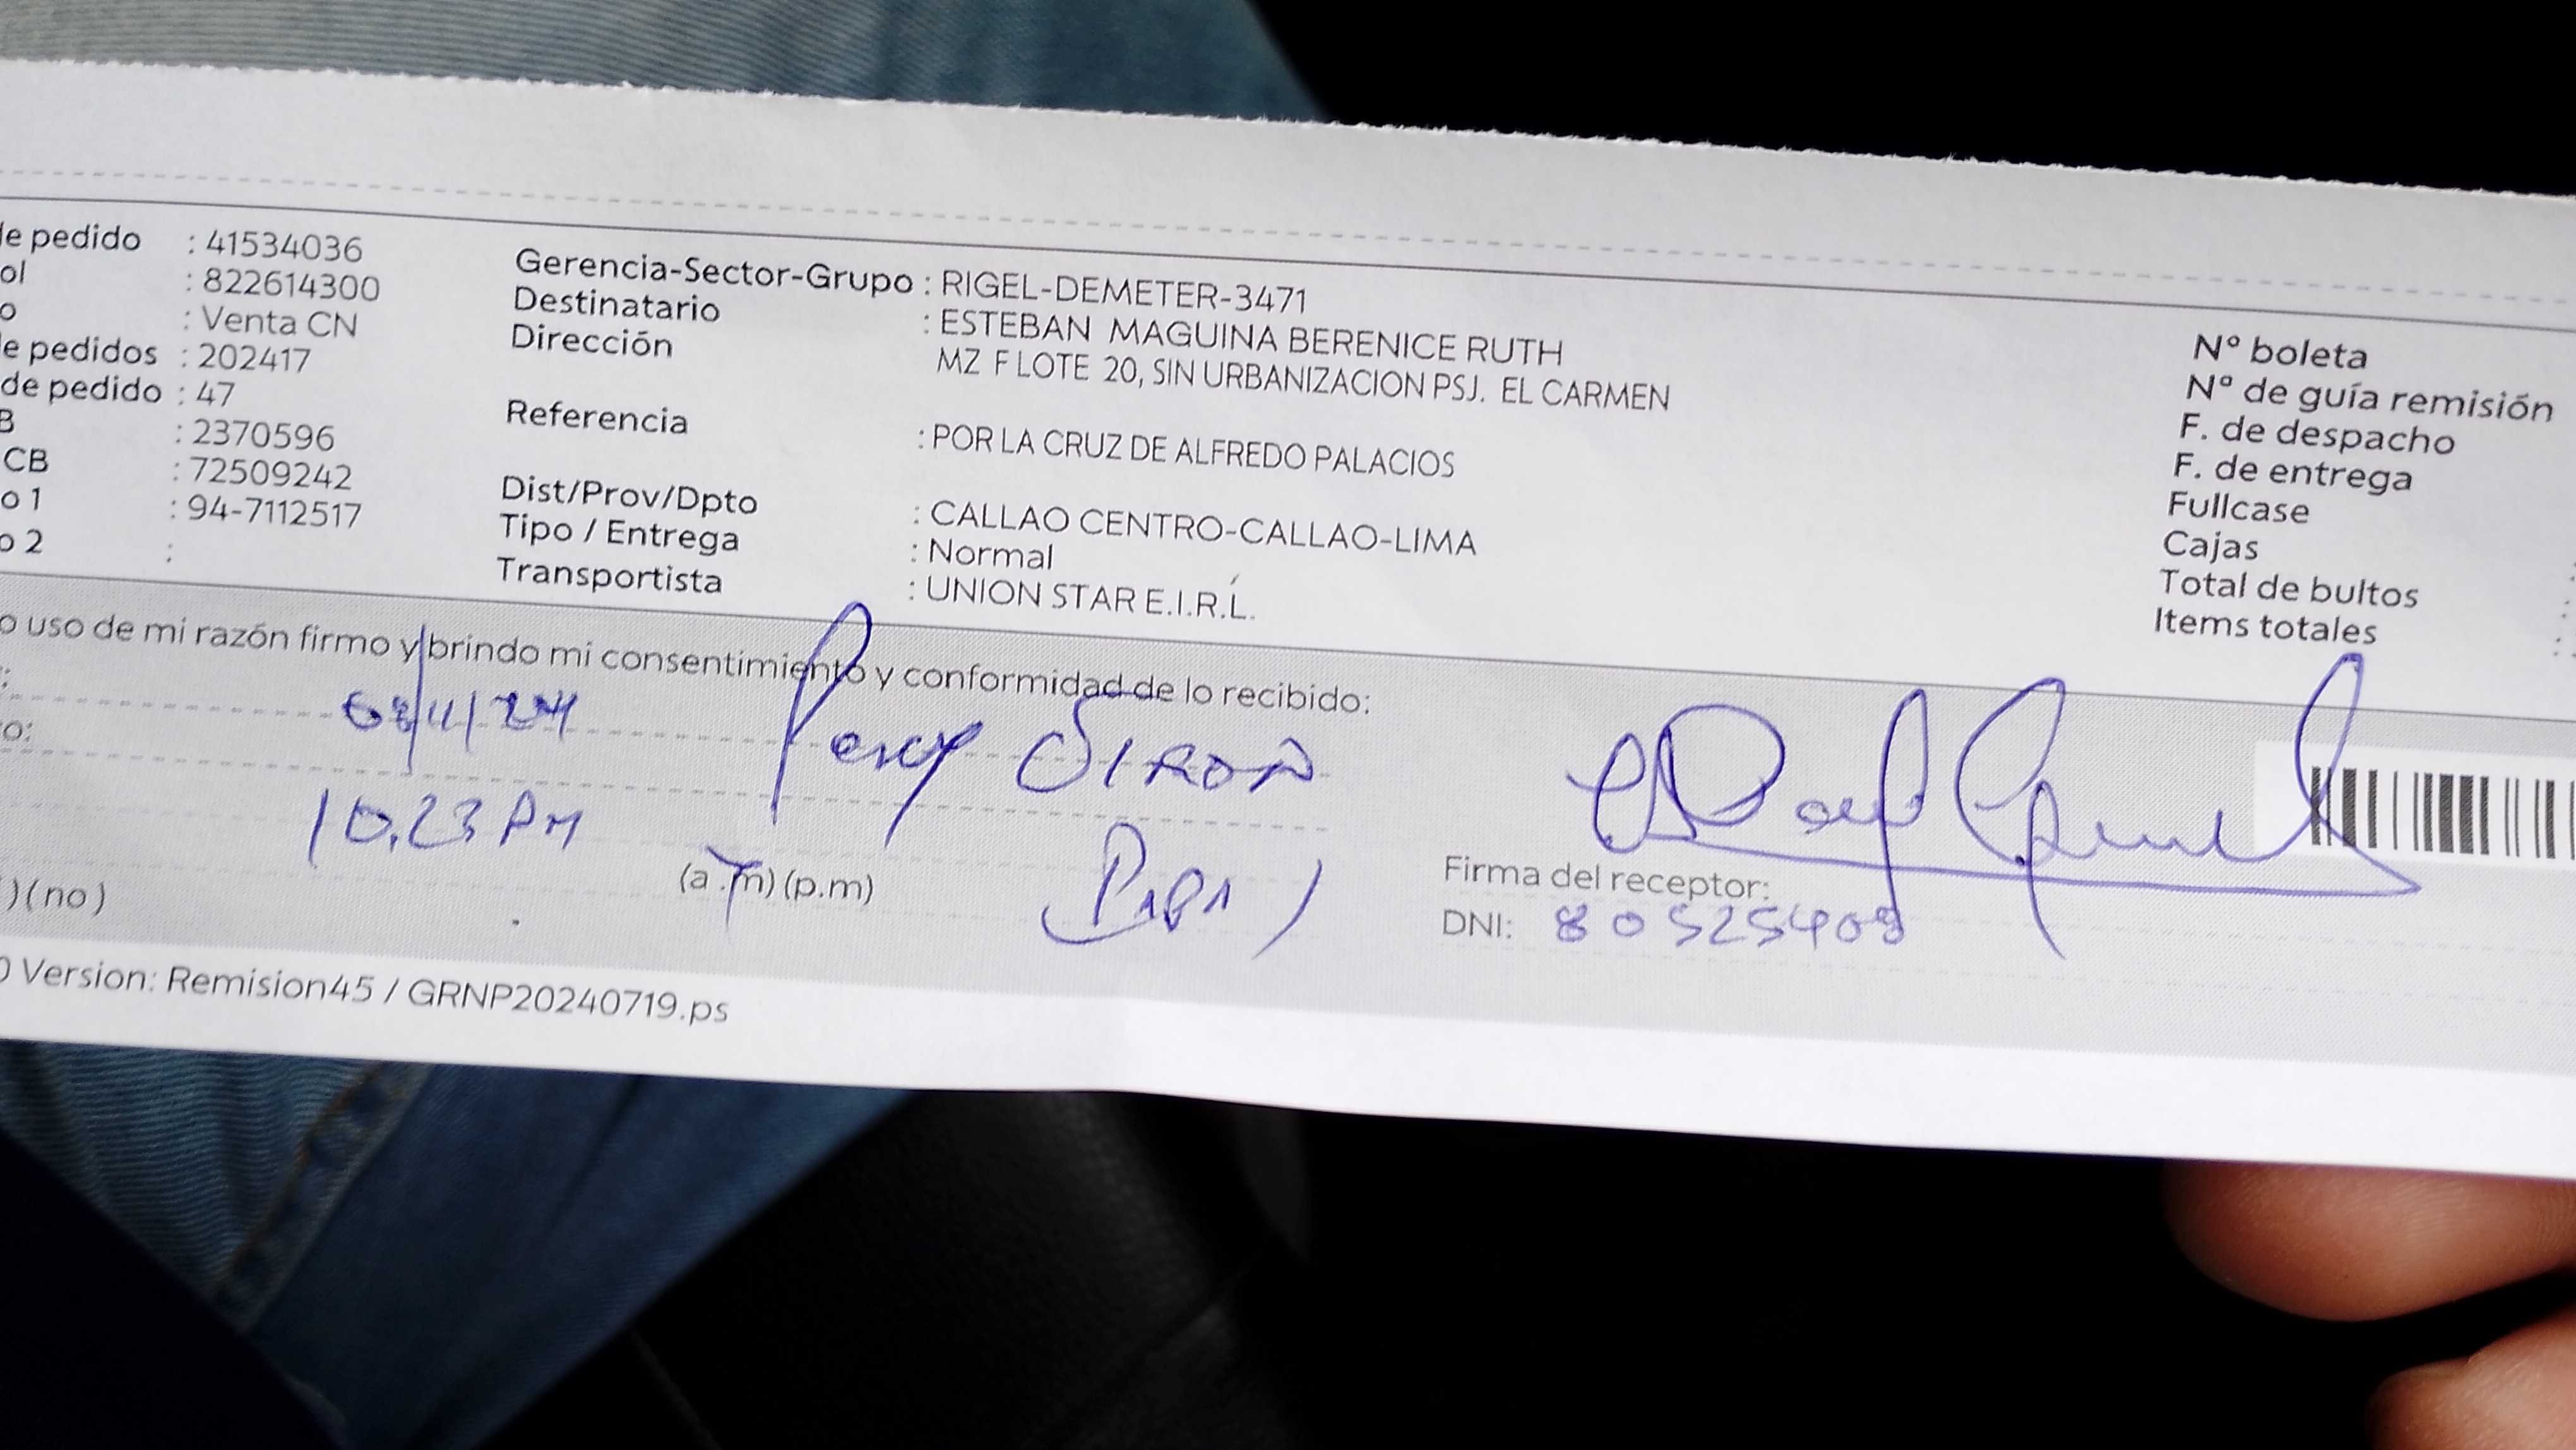 de pedido : 41534036
ol : 822614300
o : Venta CN
de pedidos : 202417
de pedido : 47
B : 2370596
CB : 72509242
o 1 : 94-7112517
o 2 :
Gerencia-Sector-Grupo : RIGEL-DEMETER-3471
Destinatario : ESTEBAN MAGUINA BERENICE RUTH
Dirección MZ F LOTE 20, SIN URBANIZACION PSJ. EL CARMEN
Referencia : POR LA CRUZ DE ALFREDO PALACIOS
Dist/Prov/Dpto : CALLAO CENTRO-CALLAO-LIMA
Tipo / Entrega : Normal
Transportista : UNION STAR E.I.R.L.
N° boleta
N° de guía remisión
F. de despacho
F. de entrega
Fullcase
Cajas
Total de bultos
Items totales
o uso de mi razón firmo y brindo mi consentimiento y conformidad de lo recibido:
o:
10.23 PM
(a.m) (p.m)
) (no)
Firma del receptor:
DNI: 80525408
Version: Remision45 / GRNP20240719.ps